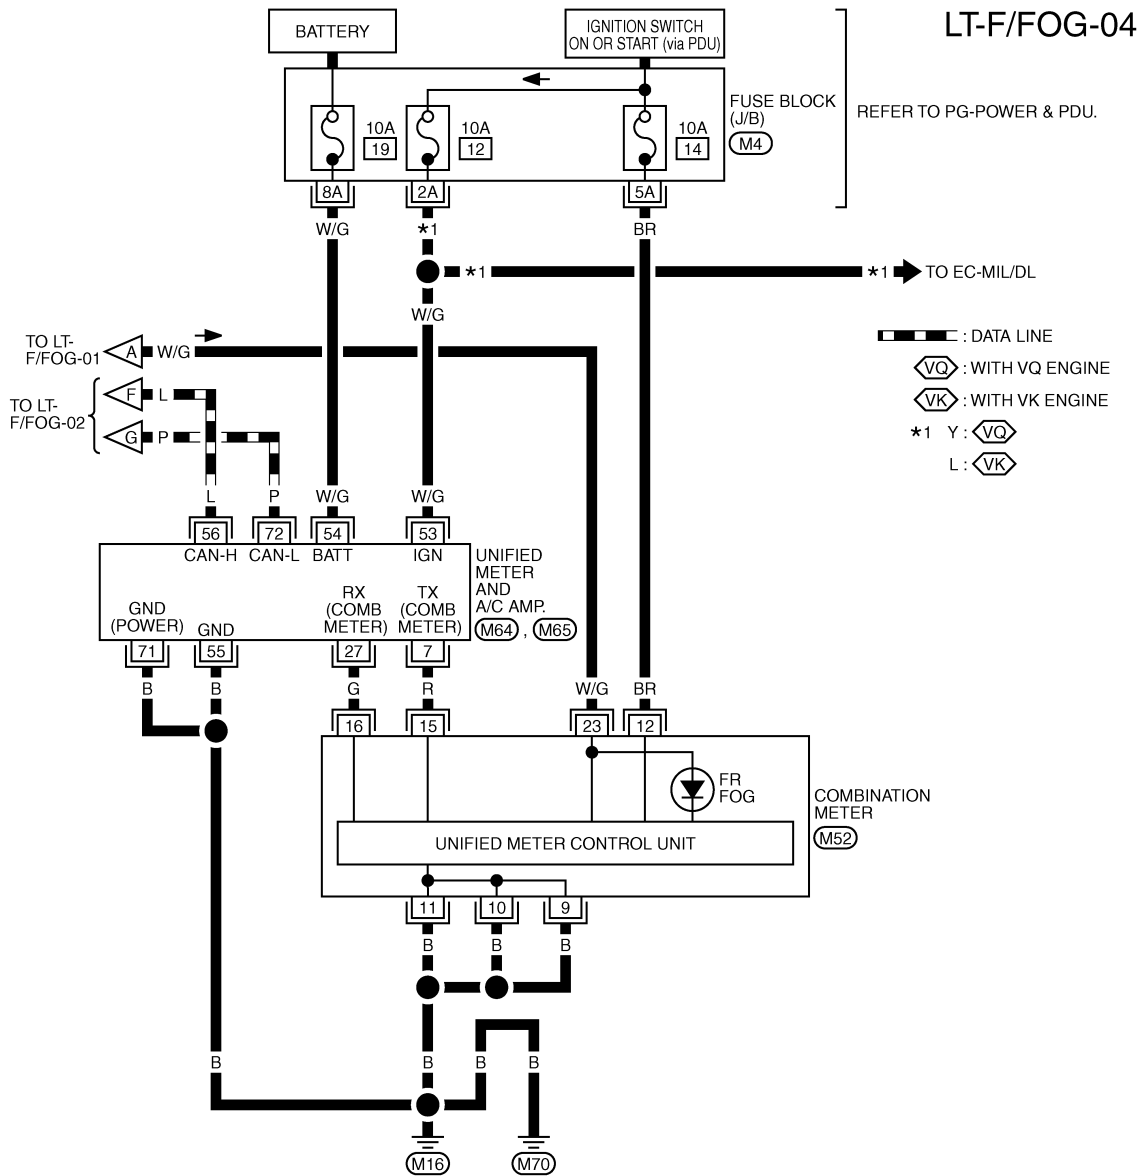 LT-F/FOG-04
BATTERY
IGNITION SWITCH
ON OR START (via PDU)
FUSE BLOCK
(J/B)
M4
REFER TO PG-POWER & PDU.
10A
19
10A
12
10A
14
8A
2A
5A
W/G
*1
BR
*1
*1
TO EC-MIL/DL
W/G
TO LT-
F/FOG-01
A
W/G
TO LT-
F/FOG-02
F
L
G
P
: DATA LINE
VQ : WITH VQ ENGINE
VK : WITH VK ENGINE
*1 Y : VQ
L : VK
L
P
W/G
W/G
56
72
54
53
CAN-H
CAN-L
BATT
IGN
UNIFIED
METER
AND
A/C AMP.
M64 , M65
GND
(POWER)
GND
RX
(COMB
METER)
TX
(COMB
METER)
71
55
27
7
B
B
G
R
W/G
BR
16
15
23
12
FR
FOG
COMBINATION
METER
M52
UNIFIED METER CONTROL UNIT
11
10
9
B
B
B
B
B
B
B
M16
M70